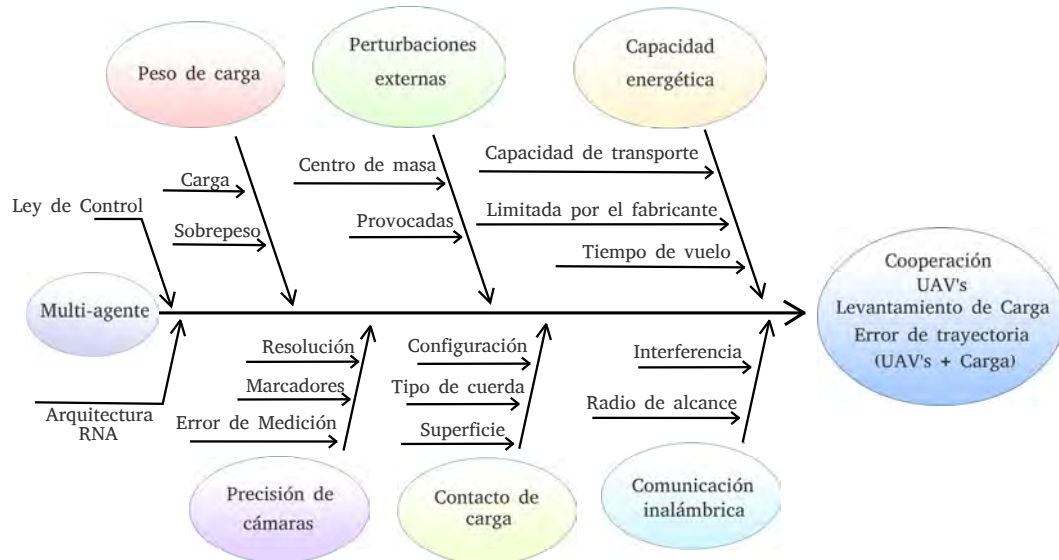 Peso de carga
Perturbaciones
externas
Capacidad
energética
Carga
Sobrepeso
Centro de masa
Provocadas
Capacidad de transporte
Limitada por el fabricante
Tiempo de vuelo
Ley de Control
Multi-agente
Arquitectura
RNA
Cooperación
UAV's
Levantamiento de Carga
Error de trayectoria
(UAV's + Carga)
Resolución
Marcadores
Error de Medición
Configuración
Tipo de cuerda
Superficie
Interferencia
Radio de alcance
Precisión de
cámaras
Contacto de
carga
Comunicación
inalámbrica